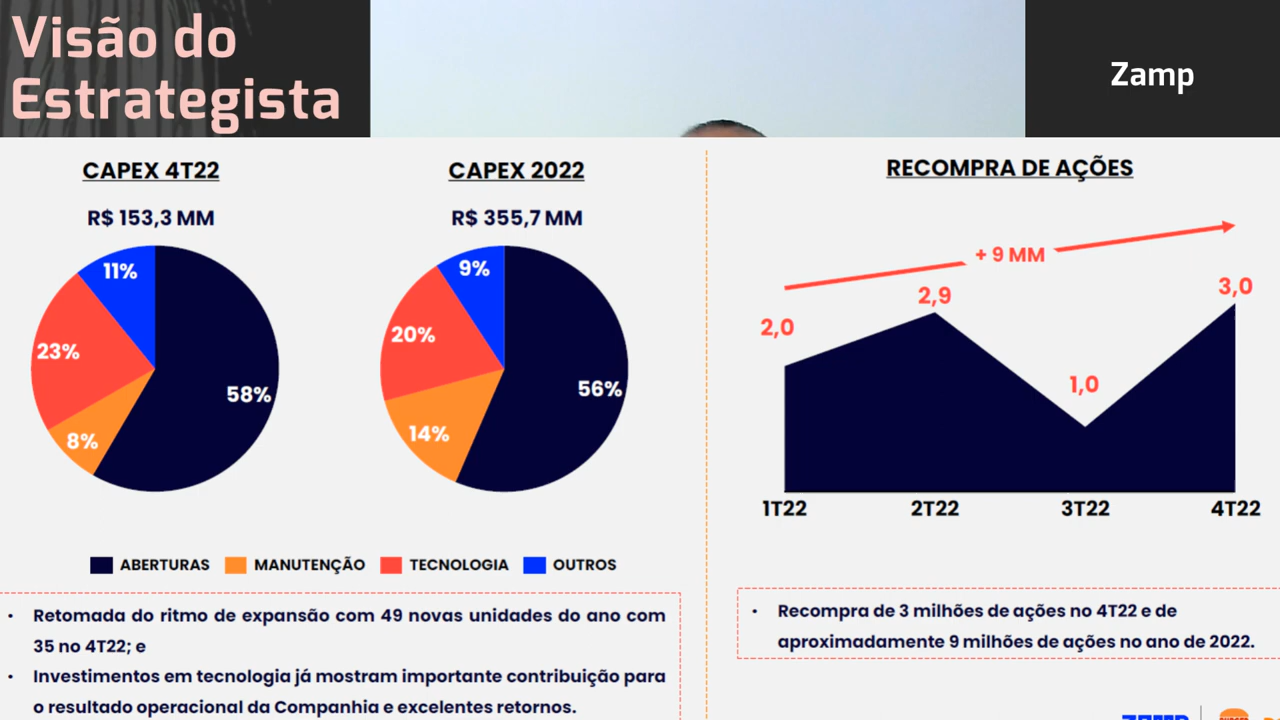 Visão do
Estrategista
Zamp
CAPEX 4T22
R$ 153,3 MM
11%
23%
8%
58%
CAPEX 2022
R$ 355,7 MM
9%
20%
14%
56%
ABERTURAS
MANUTENÇÃO
TECNOLOGIA
OUTROS
• Retomada do ritmo de expansão com 49 novas unidades do ano com
35 no 4T22; e
• Investimentos em tecnologia já mostram importante contribuição para
o resultado operacional da Companhia e excelentes retornos.
RECOMPRA DE AÇÕES
+ 9 MM
2,0
2,9
1,0
3,0
1T22
2T22
3T22
4T22
• Recompra de 3 milhões de ações no 4T22 e de
aproximadamente 9 milhões de ações no ano de 2022.